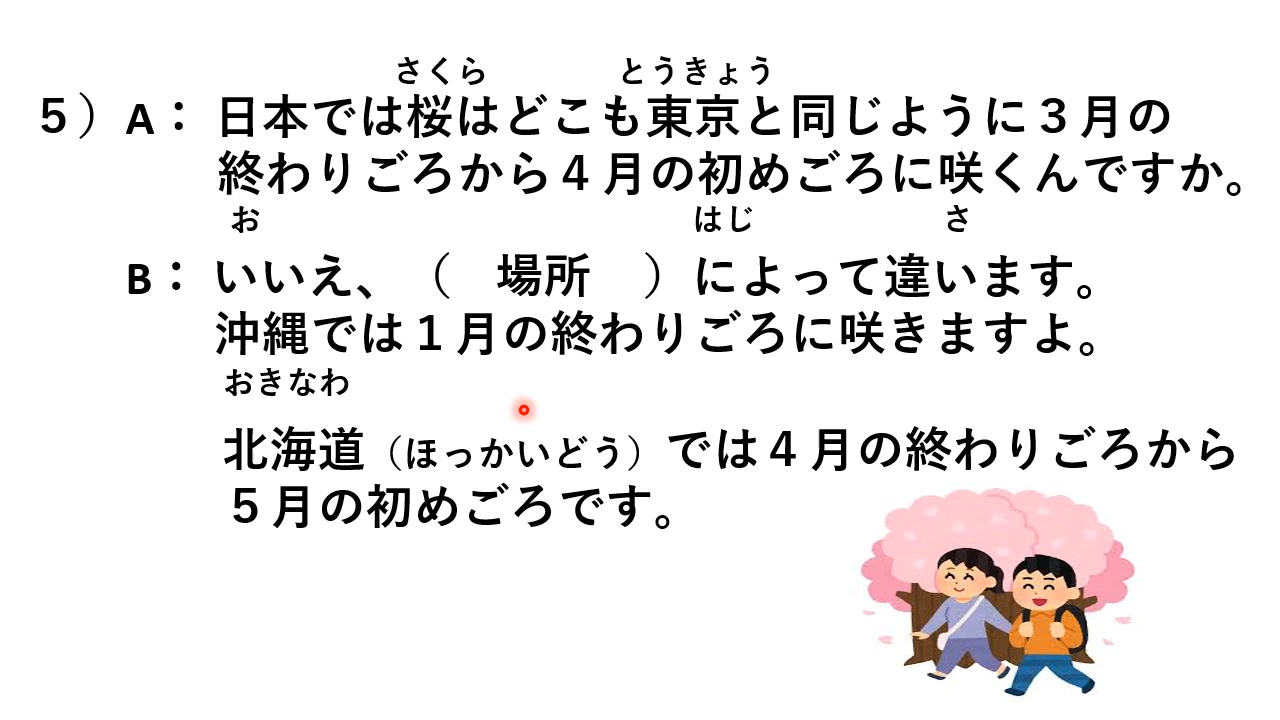 さくら　とうきょう
５）A： 日本では桜はどこも東京と同じように３月の
終わりごろから４月の初めごろに咲くんですか。
お　はじ　さ
B： いいえ、（　場所　）によって違います。
沖縄では１月の終わりごろに咲きますよ。
おきなわ
北海道（ほっかいどう）では４月の終わりごろから
５月の初めごろです。